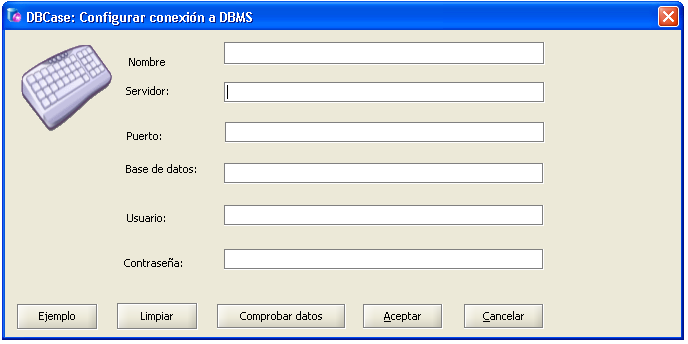 DBCase: Configurar conexión a DBMS
Nombre
Servidor:
Puerto:
Base de datos:
Usuario:
Contraseña:
Ejemplo Limpiar Comprobar datos Aceptar Cancelar